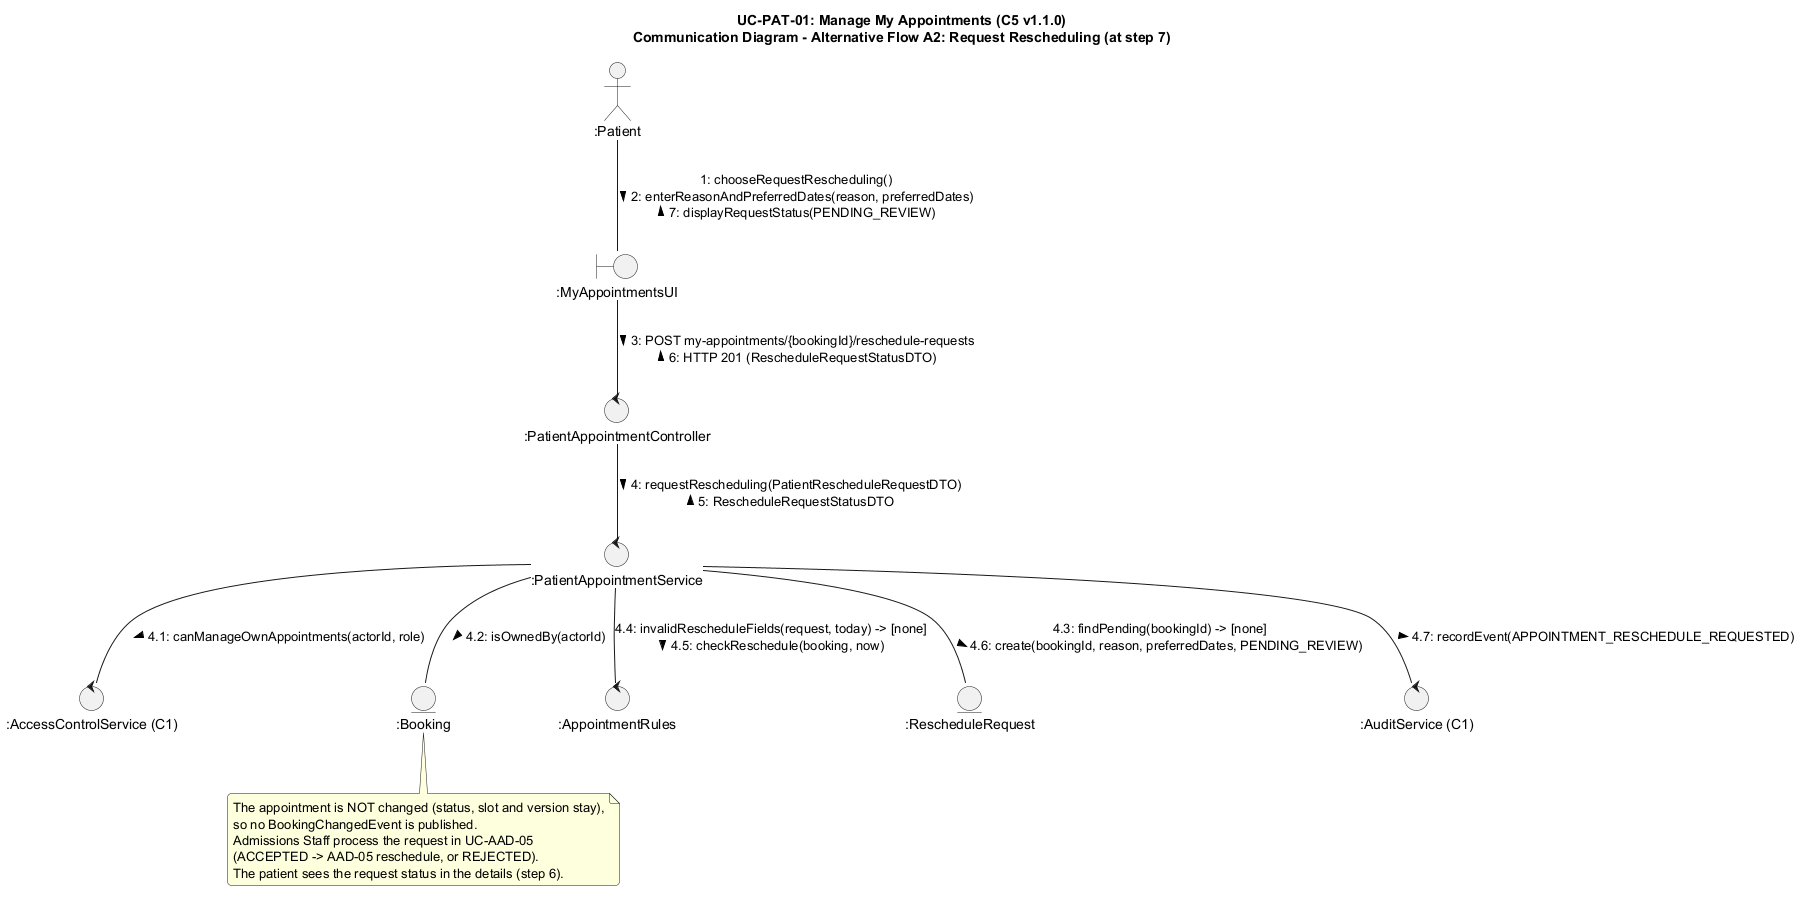 UC-PAT-01: Manage My Appointments (C5 v1.1.0)
Communication Diagram - Alternative Flow A2: Request Rescheduling (at step 7)
:Patient
1: chooseRequestRescheduling()
2: enterReasonAndPreferredDates(reason, preferredDates)
7: displayRequestStatus(PENDING_REVIEW)
:MyAppointmentsUI
3: POST my-appointments/{bookingId}/reschedule-requests
6: HTTP 201 (RescheduleRequestStatusDTO)
:PatientAppointmentController
4: requestRescheduling(PatientRescheduleRequestDTO)
5: RescheduleRequestStatusDTO
:PatientAppointmentService
4.1: canManageOwnAppointments(actorId, role)
4.2: isOwnedBy(actorId)
4.4: invalidRescheduleFields(request, today) -> [none]
4.5: checkReschedule(booking, now)
4.3: findPending(bookingId) -> [none]
4.6: create(bookingId, reason, preferredDates, PENDING_REVIEW)
4.7: recordEvent(APPOINTMENT_RESCHEDULE_REQUESTED)
:AccessControlService (C1)
:Booking
:AppointmentRules
:RescheduleRequest
:AuditService (C1)
The appointment is NOT changed (status, slot and version stay),
so no BookingChangedEvent is published.
Admissions Staff process the request in UC-AAD-05
(ACCEPTED -> AAD-05 reschedule, or REJECTED).
The patient sees the request status in the details (step 6).